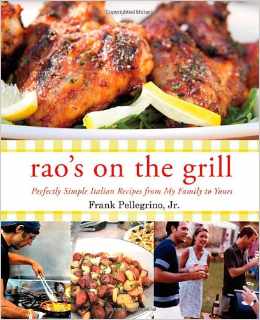 rao's on the grill
Perfectly Simple Italian Recipes from My Family to Yours
Frank Pellegrino, Jr.